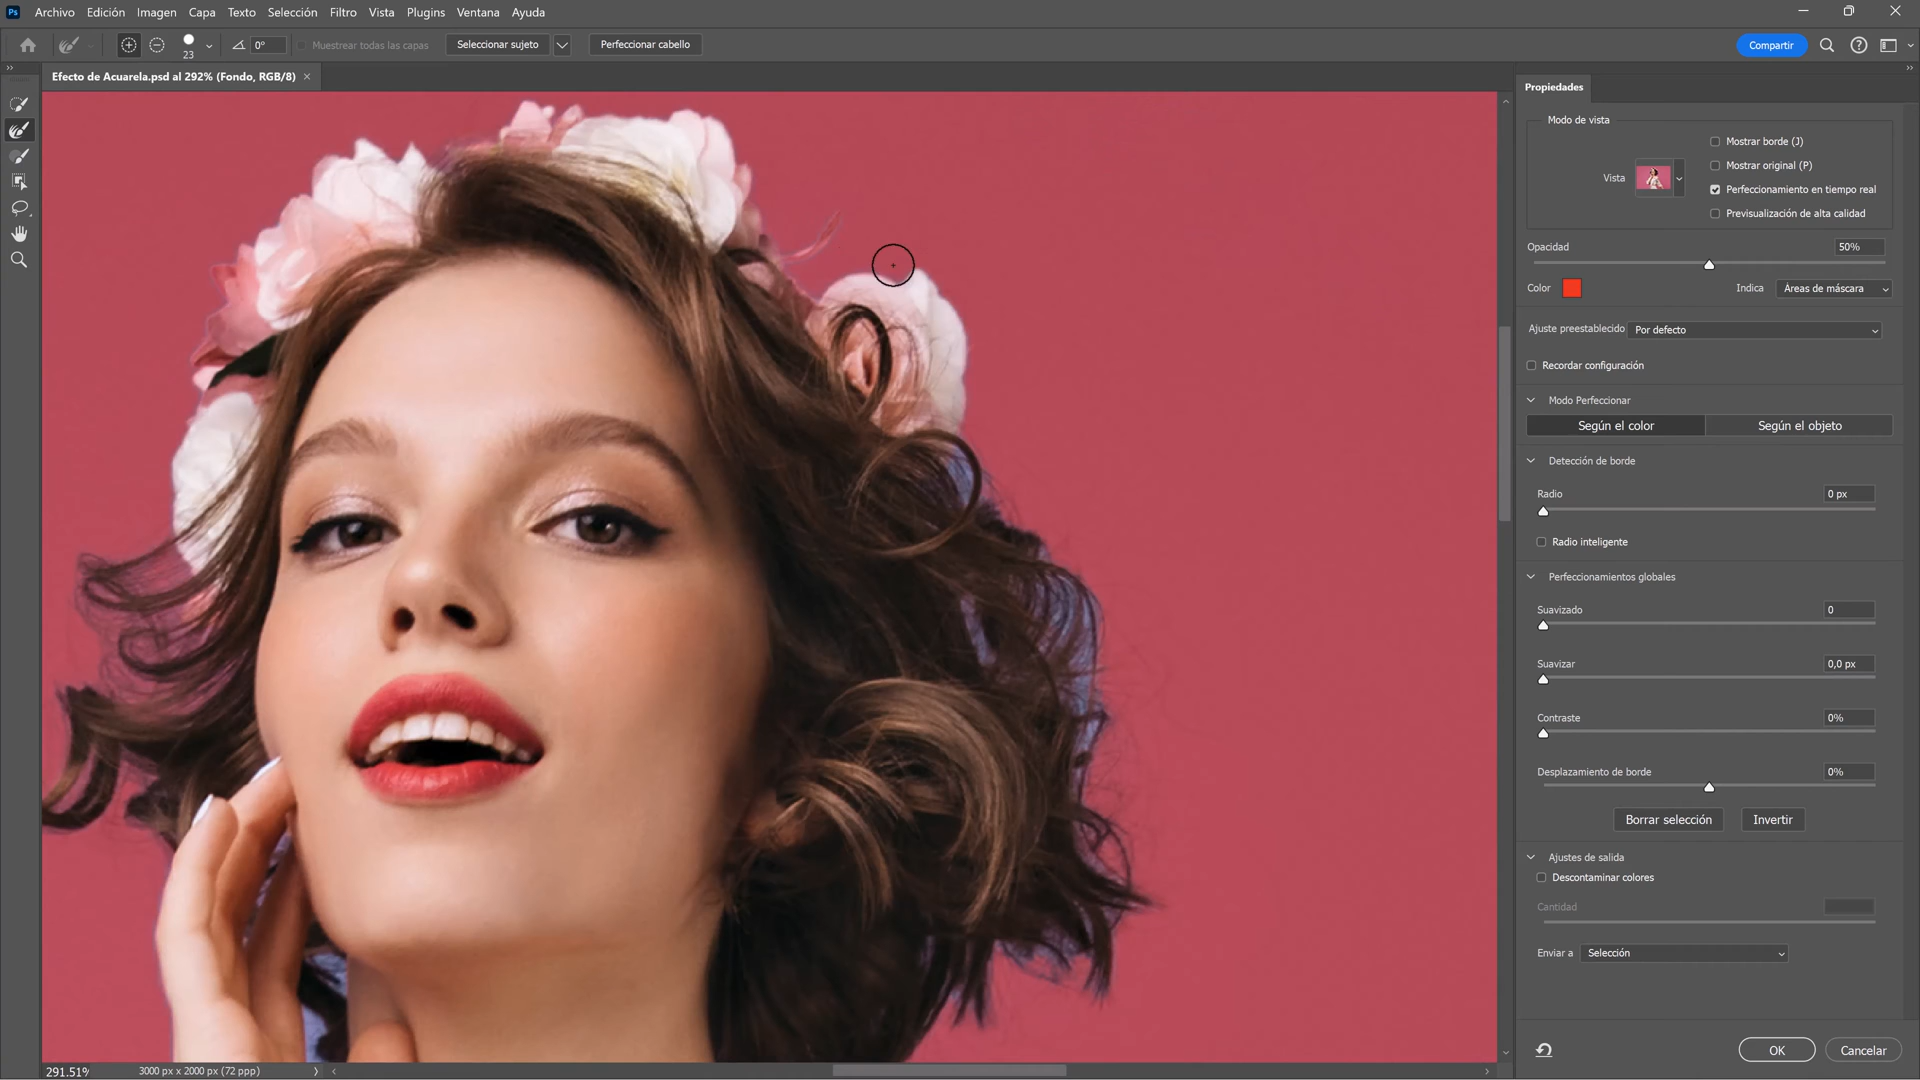 Ps Archivo Edición Imagen Capa Texto Selección Filtro Vista Plugins Ventana Ayuda
23 0° Muestrear todas las capas Seleccionar sujeto Perfeccionar cabello Compartir
Efecto de Acuarela.psd al 292% (Fondo, RGB/8) ×
Propiedades
Modo de vista
Mostrar borde (J)
Mostrar original (P)
Vista
Perfeccionamiento en tiempo real
Previsualización de alta calidad
Opacidad 50%
Color Indica Áreas de máscara
Ajuste preestablecido Por defecto
Recordar configuración
Modo Perfeccionar
Según el color Según el objeto
Detección de borde
Radio 0 px
Radio inteligente
Perfeccionamientos globales
Suavizado 0
Suavizar 0,0 px
Contraste 0%
Desplazamiento de borde 0%
Borrar selección Invertir
Ajustes de salida
Descontaminar colores
Cantidad
Enviar a Selección
OK Cancelar
291.51% 3000 px x 2000 px (72 ppp)